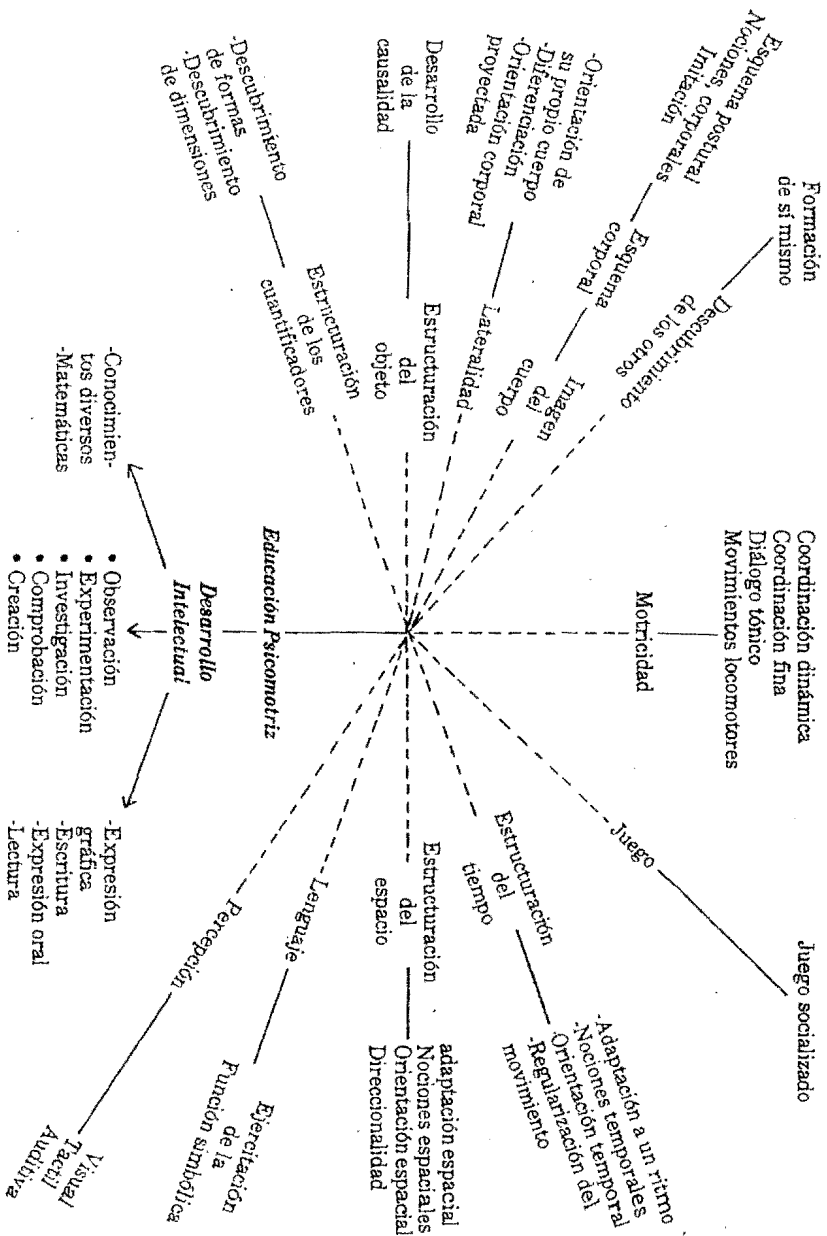 Formación
de sí mismo
Descubrimiento
de los otros
Esquema postural
Nociones, corporales
Imitación
Esquema
corporal
Imagen
del
cuerpo
-Orientación de
su propio cuerpo
-Diferenciación
-Orientación corporal
proyectada
Lateralidad
Desarrollo
de la
causalidad
Estructuración
del
objeto
-Descubrimiento
de formas
-Descubrimiento
de dimensiones
Estructuración
de los
cuantificadores
Coordinación dinámica
Coordinación fina
Diálogo tónico
Movimientos locomotores
Motricidad
Juego socializado
Juego
-Adaptación a un ritmo
-Nociones temporales
-Orientación temporal
-Regularización del
movimiento
Estructuración
del
tiempo
adaptación espacial
Nociones espaciales
Orientación espacial
Direccionalidad
Estructuración
del
espacio
Lenguaje
Ejercitación
de la
Función simbólica
Percepción
Visual
Tactil
Auditiva
Educación Psicomotriz
Desarrollo
Intelectual
-Conocimien-
tos diversos
-Matemáticas
• Observación
• Experimentación
• Investigación
• Comprobación
• Creación
-Expresión
gráfica
-Escritura
-Expresión oral
-Lectura